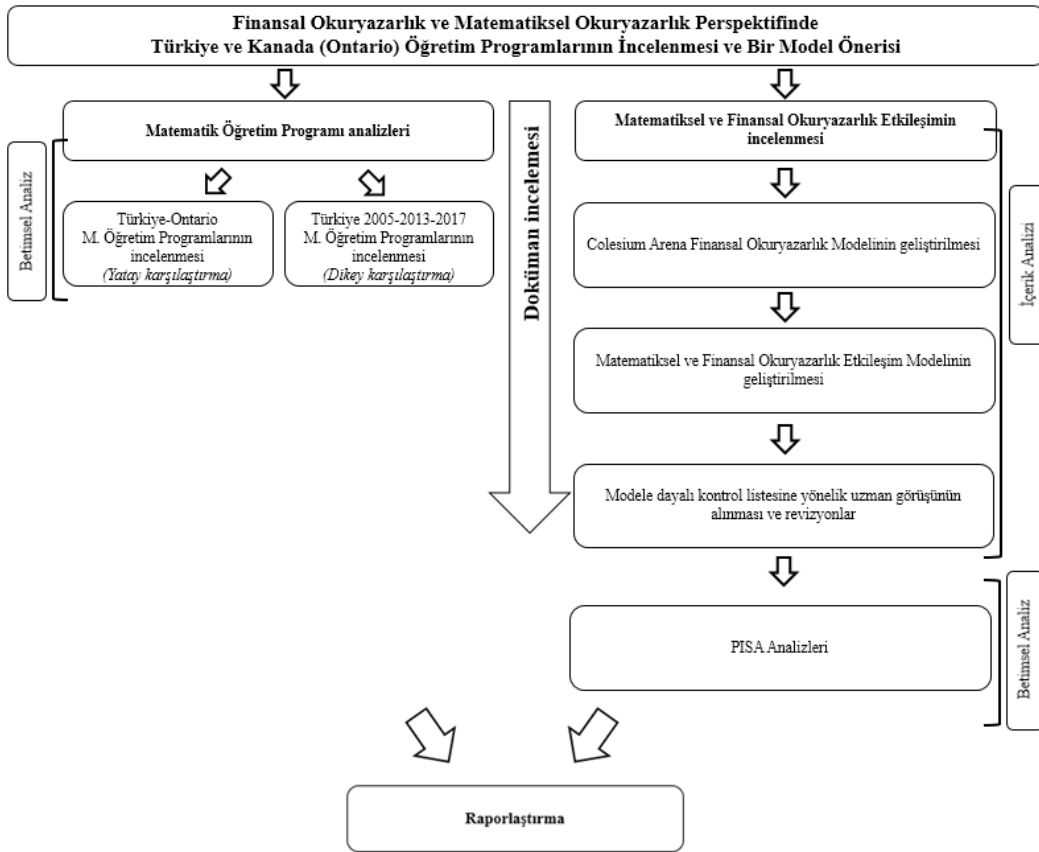 Finansal Okuryazarlık ve Matematiksel Okuryazarlık Perspektifinde
Türkiye ve Kanada (Ontario) Öğretim Programlarının İncelenmesi ve Bir Model Önerisi
Matematik Öğretim Programı analizleri
Betimsel Analiz
Türkiye-Ontario
M. Öğretim Programlarının
incelenmesi
(Yatay karşılaştırma)
Türkiye 2005-2013-2017
M. Öğretim Programlarının
incelenmesi
(Dikey karşılaştırma)
Doküman incelemesi
Matematiksel ve Finansal Okuryazarlık Etkileşimin
incelenmesi
Colesium Arena Finansal Okuryazarlık Modelinin geliştirilmesi
Matematiksel ve Finansal Okuryazarlık Etkileşim Modelinin
geliştirilmesi
Modele dayalı kontrol listesine yönelik uzman görüşünün
alınması ve revizyonlar
İçerik Analizi
PISA Analizleri
Betimsel Analiz
Raporlaştırma